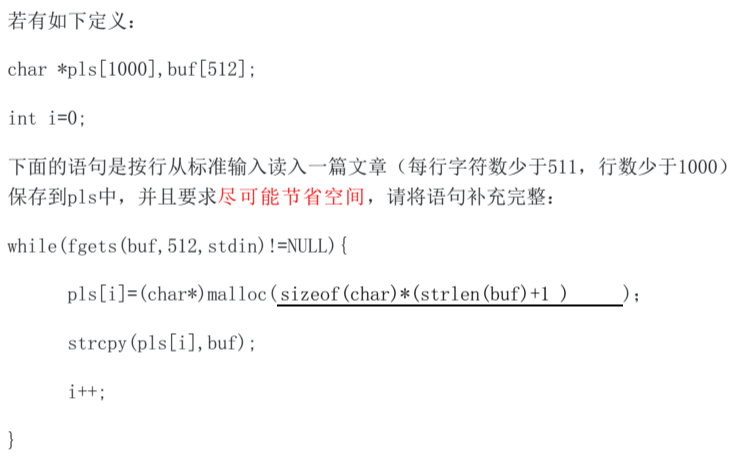 若有如下定义：
char *pls[1000],buf[512];
int i=0;
下面的语句是按行从标准输入读入一篇文章（每行字符数少于511，行数少于1000）
保存到pls中，并且要求尽可能节省空间，请将语句补充完整：
while(fgets(buf,512,stdin)!=NULL){
pls[i]=(char*)malloc(sizeof(char)*(strlen(buf)+1 ) );
strcpy(pls[i],buf);
i++;
}